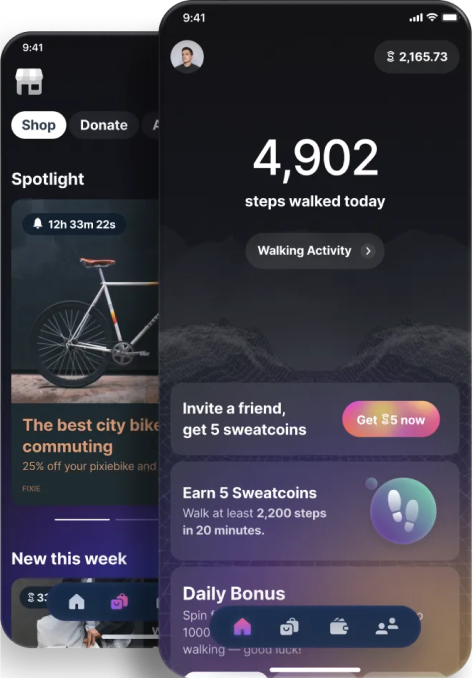 9:41
Shop
Donate
Spotlight
12h 33m 22s
The best city bike
commuting
25% off your pixiebike and
FIXIE
New this week
33
9:41
2,165.73
4,902
steps walked today
Walking Activity
Invite a friend,
get 5 sweatcoins
Get 5 now
Earn 5 Sweatcoins
Walk at least 2,200 steps
in 20 minutes.
Daily Bonus
Spin
1000
walking — good luck!